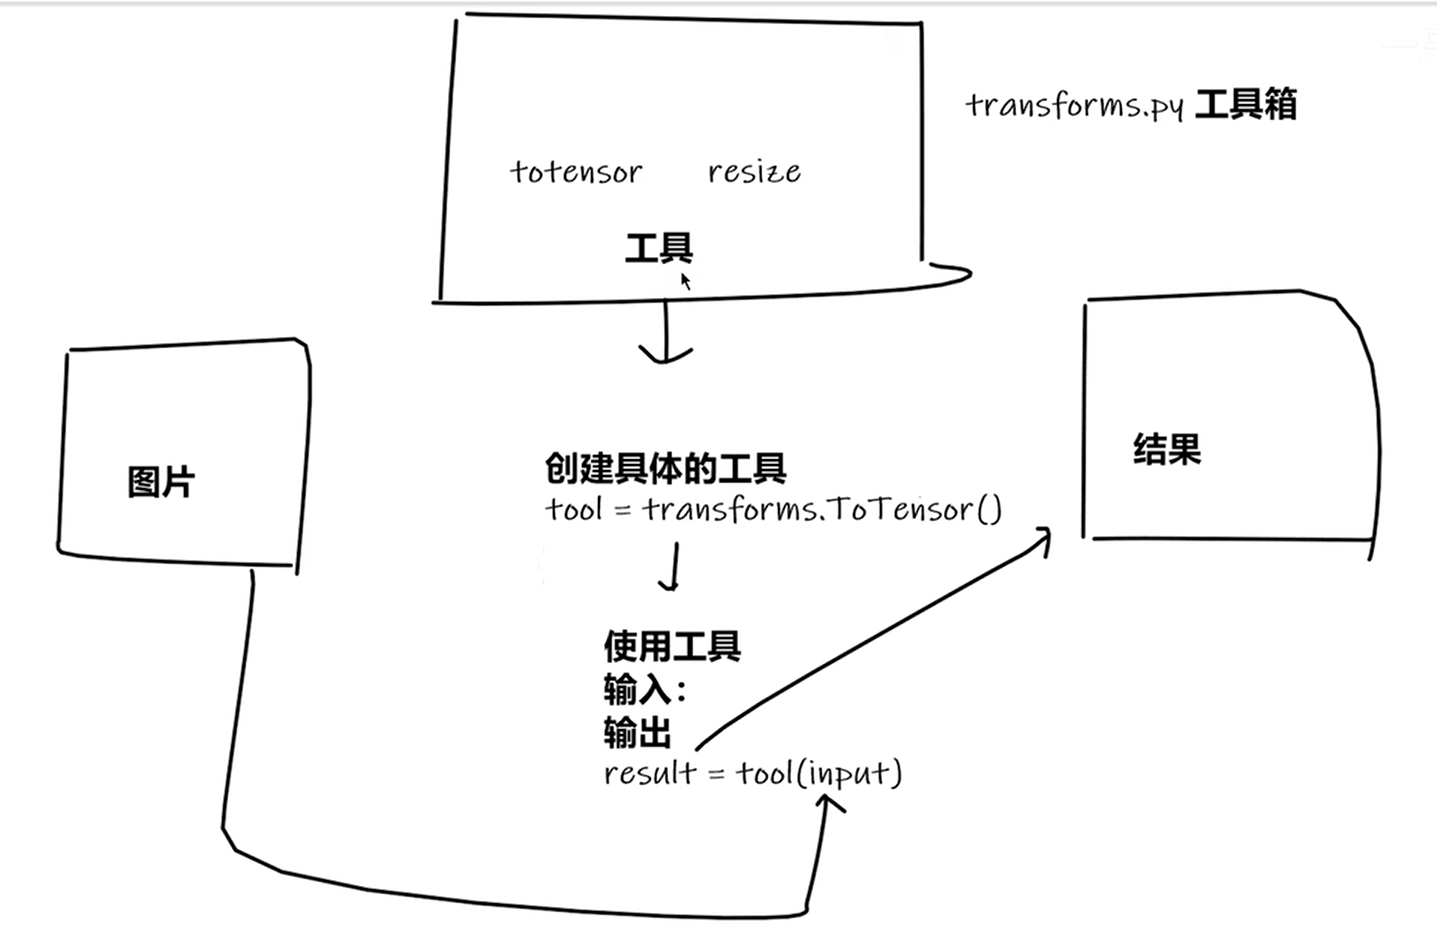 transforms.py 工具箱
totensor resize
工具
图片
创建具体的工具
tool = transforms.ToTensor()
结果
使用工具
输入：
输出
result = tool(input)